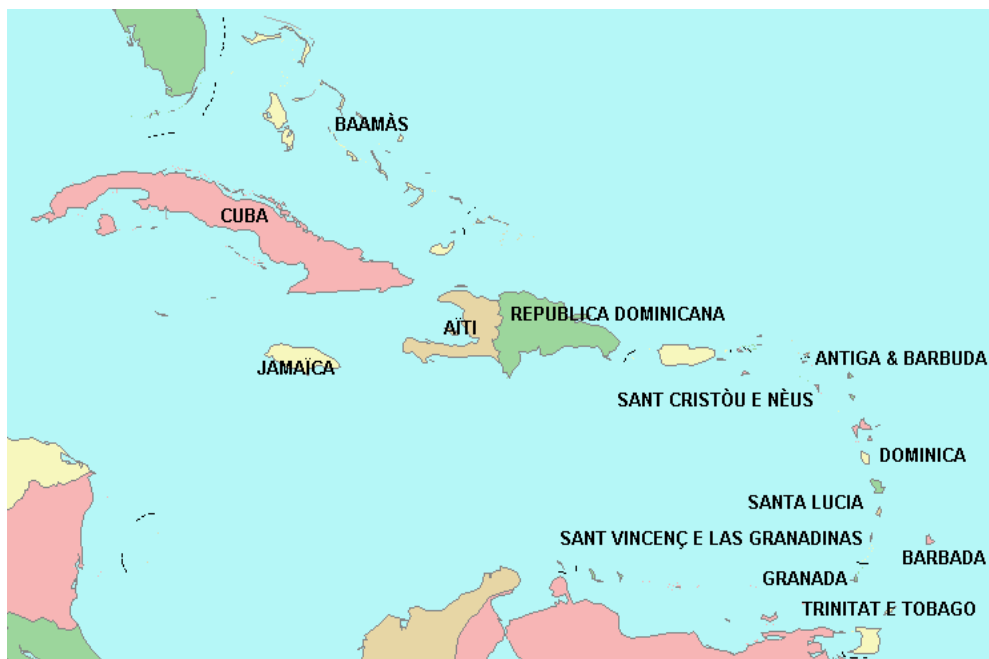 BAAMÀS
CUBA
REPUBLICA DOMINICANA
AÏTI
JAMAÏCA
ANTIGA & BARBUDA
SANT CRISTÒU E NÈUS
DOMINICA
SANTA LUCIA
SANT VINCENÇ E LAS GRANADINAS
BARBADA
GRANADA
TRINITAT E TOBAGO